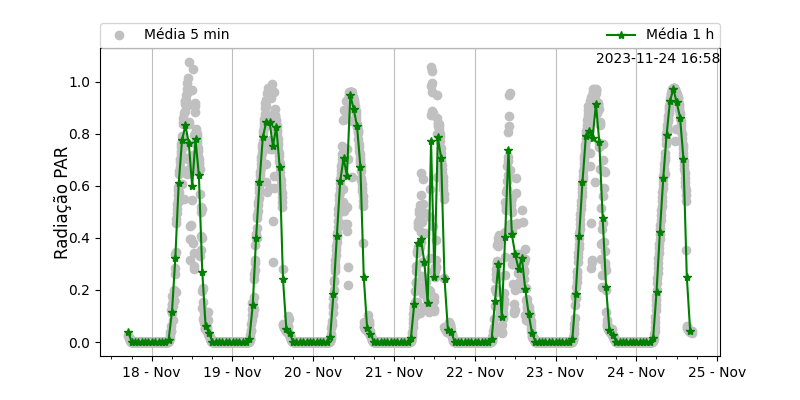 Média 5 min
Média 1 h
2023-11-24 16:58
Radiação PAR
1.0
0.8
0.6
0.4
0.2
0.0
18 - Nov
19 - Nov
20 - Nov
21 - Nov
22 - Nov
23 - Nov
24 - Nov
25 - Nov